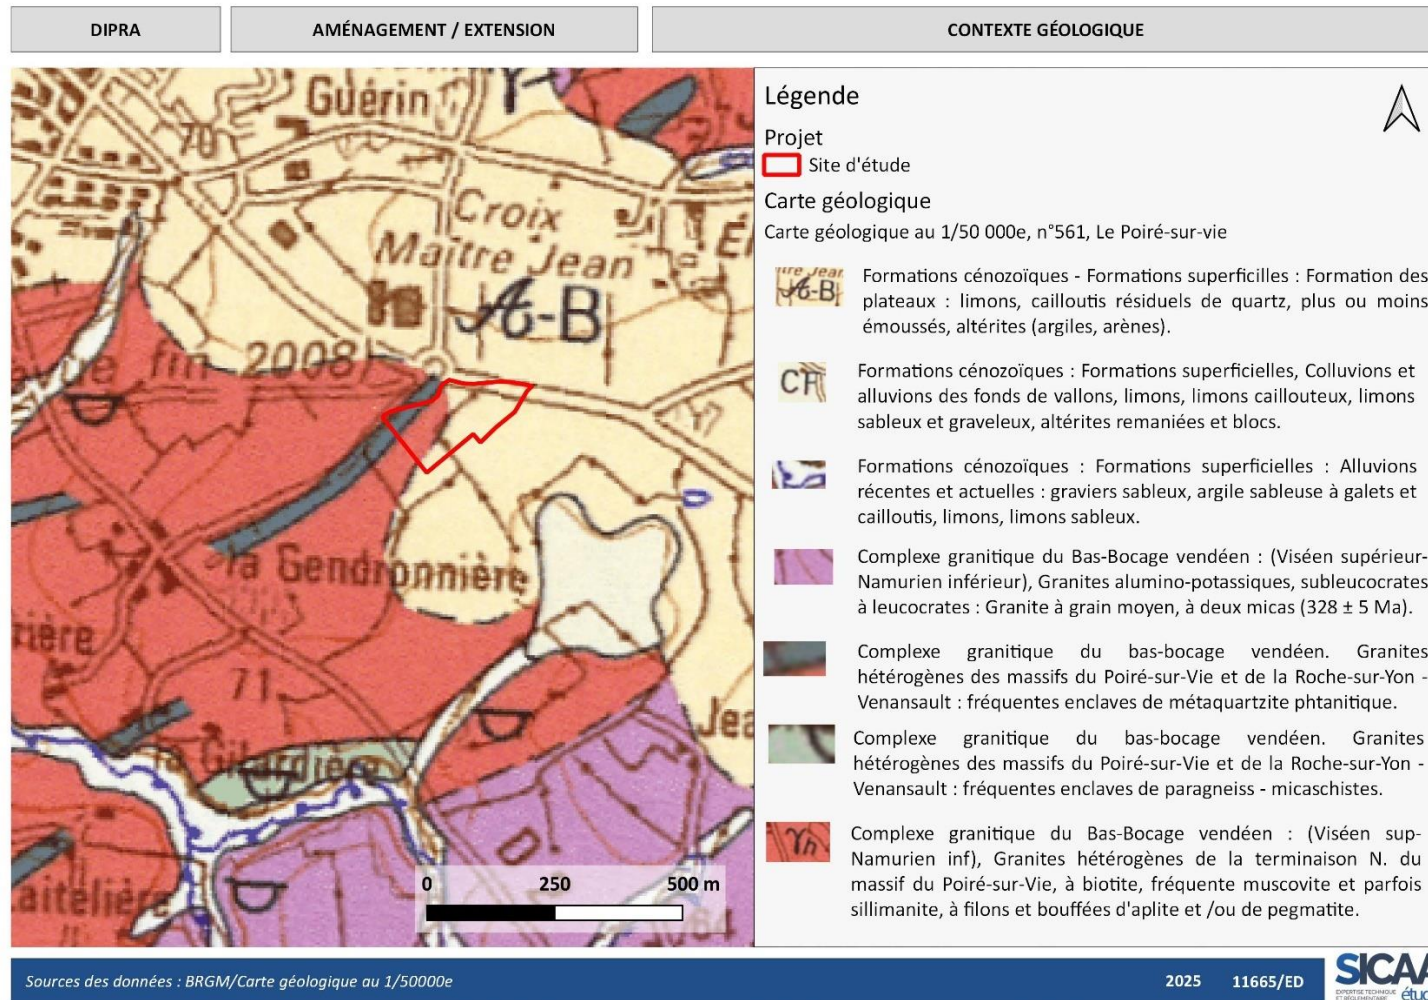 DIPRA
AMÉNAGEMENT / EXTENSION
CONTEXTE GÉOLOGIQUE
Guérin
70
Croix
Maître Jean
A-B
fin 2008)
la Gendronnière
71
la Gilardière
64
0 250 500 m
Légende
Projet
Site d'étude
Carte géologique
Carte géologique au 1/50 000e, n°561, Le Poiré-sur-vie
A-B
Formations cénozoïques - Formations superficilles : Formation des
plateaux : limons, cailloutis résiduels de quartz, plus ou moins
émoussés, altérites (argiles, arènes).
CF
Formations cénozoïques : Formations superficielles, Colluvions et
alluvions des fonds de vallons, limons, limons caillouteux, limons
sableux et graveleux, altérites remaniées et blocs.
Formations cénozoïques : Formations superficielles : Alluvions
récentes et actuelles : graviers sableux, argile sableuse à galets et
cailloutis, limons, limons sableux.
Complexe granitique du Bas-Bocage vendéen : (Viséen supérieur-
Namurien inférieur), Granites alumino-potassiques, subleucocrates
à leucocrates : Granite à grain moyen, à deux micas (328 ± 5 Ma).
Complexe granitique du bas-bocage vendéen. Granites
hétérogènes des massifs du Poiré-sur-Vie et de la Roche-sur-Yon -
Venansault : fréquentes enclaves de métaquartzite phtanitique.
Complexe granitique du bas-bocage vendéen. Granites
hétérogènes des massifs du Poiré-sur-Vie et de la Roche-sur-Yon -
Venansault : fréquentes enclaves de paragneiss - micaschistes.
γh
Complexe granitique du Bas-Bocage vendéen : (Viséen sup-
Namurien inf), Granites hétérogènes de la terminaison N. du
massif du Poiré-sur-Vie, à biotite, fréquente muscovite et parfois
sillimanite, à filons et bouffées d'aplite et /ou de pegmatite.
Sources des données : BRGM/Carte géologique au 1/50000e
2025 11665/ED
SICAA
EXPERTISE TECHNIQUE
ET RÉGLEMENTAIRE